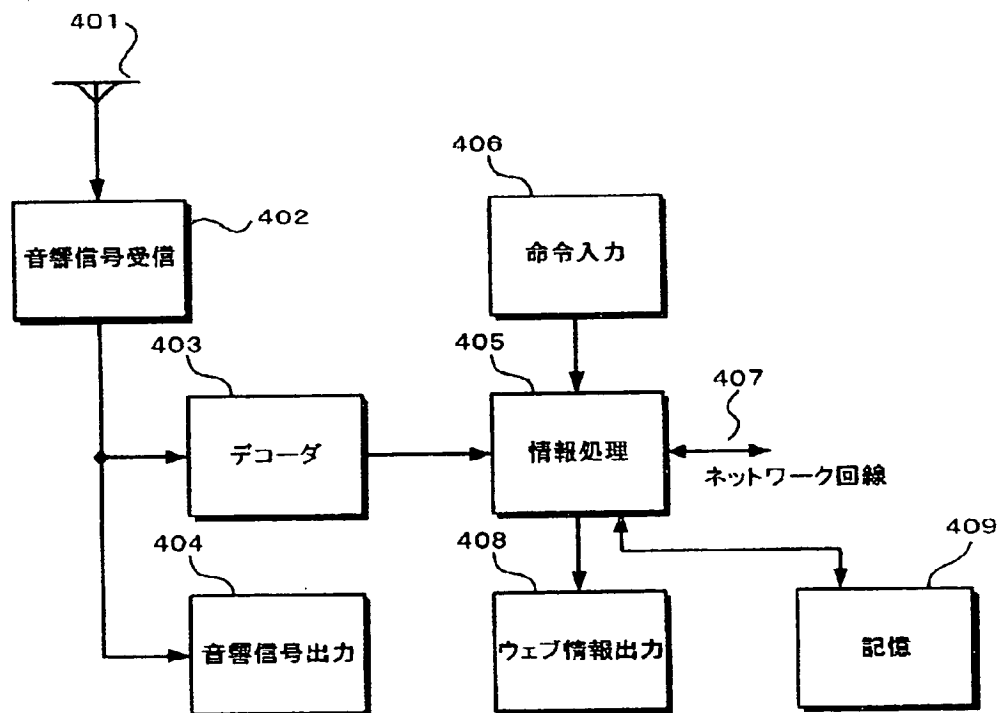 401
402
音響信号受信
406
命令入力
403
デコーダ
405
情報処理
407
ネットワーク回線
404
音響信号出力
408
ウェブ情報出力
409
記憶